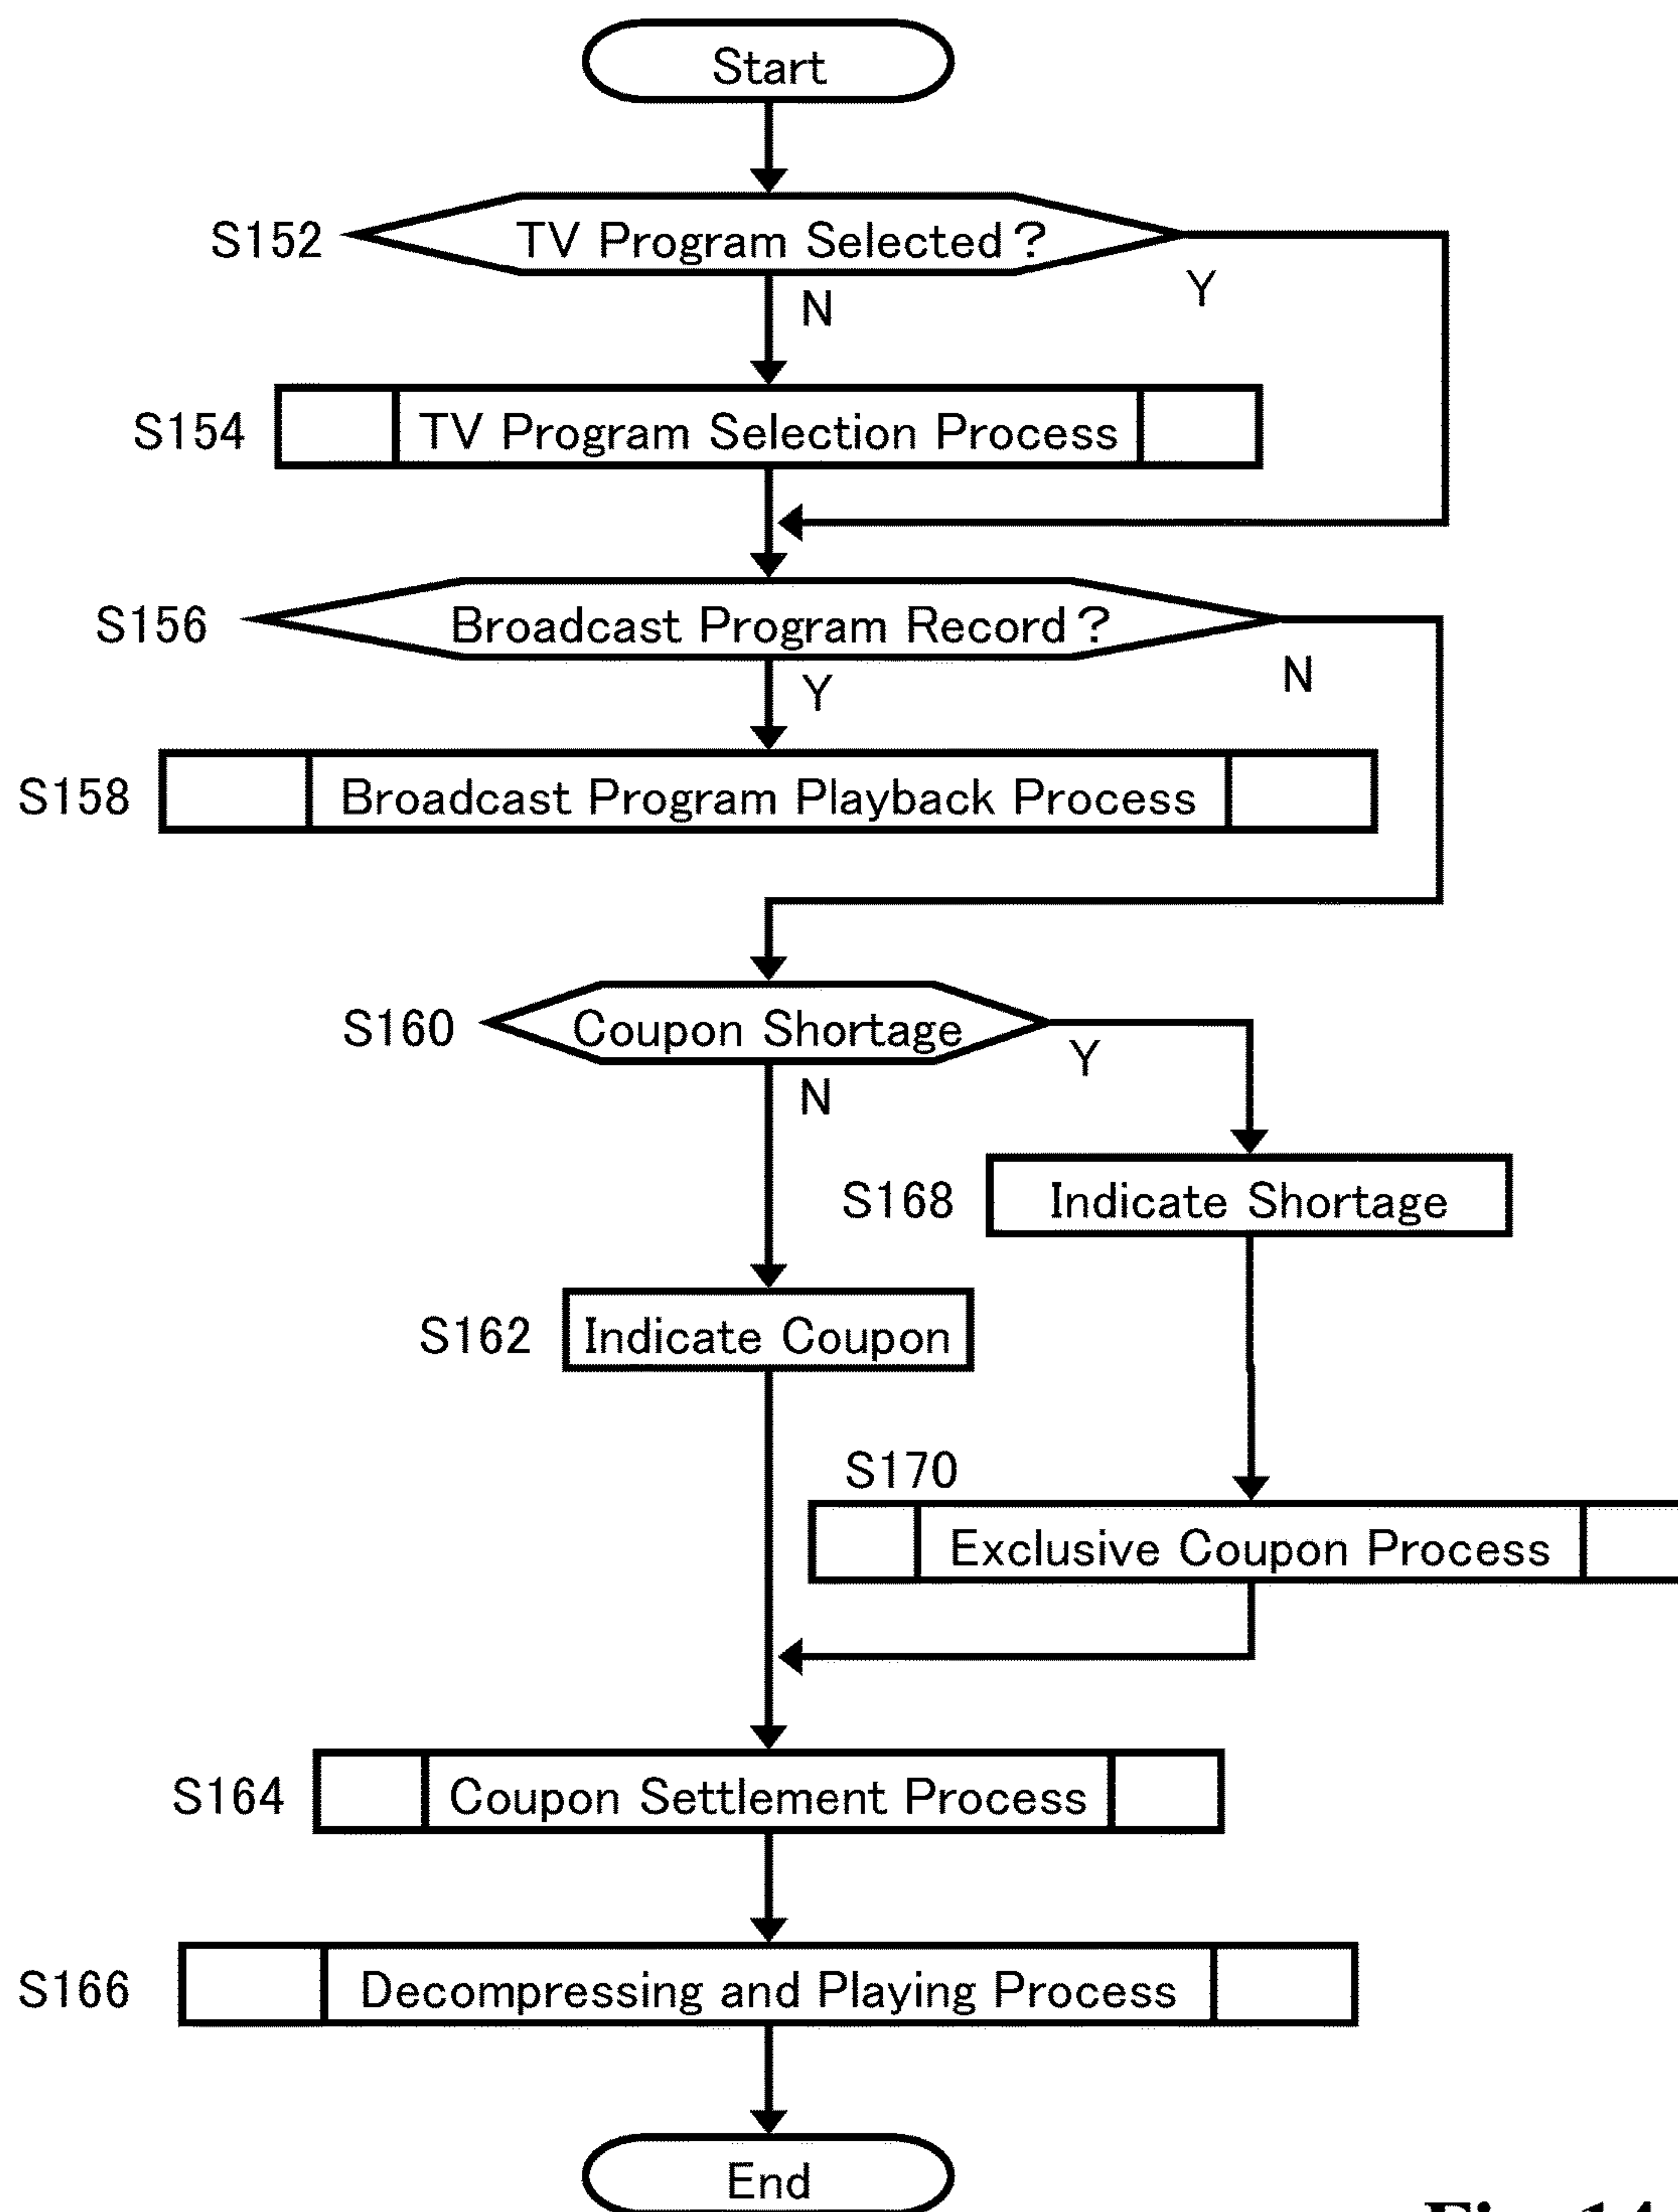 Start
S152
TV Program Selected?
Y
N
S154
TV Program Selection Process
S156
Broadcast Program Record?
N
Y
S158
Broadcast Program Playback Process
S160
Coupon Shortage
Y
N
S168
Indicate Shortage
S162
Indicate Coupon
S170
Exclusive Coupon Process
S164
Coupon Settlement Process
S166
Decompressing and Playing Process
End